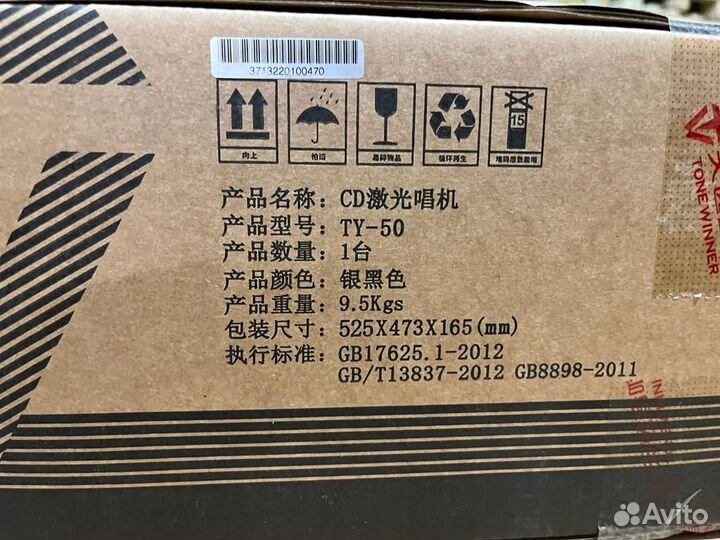 3713220100470
15
向上
怕雨
易碎物品
循环再生
堆码层数极限
产品名称：CD激光唱机
产品型号：TY-50
产品数量：1台
产品颜色：银黑色
产品重量：9.5Kgs
包装尺寸：525X473X165(mm)
执行标准：GB17625.1-2012
GB/T13837-2012 GB8898-2011
TONEWINNER
Avito